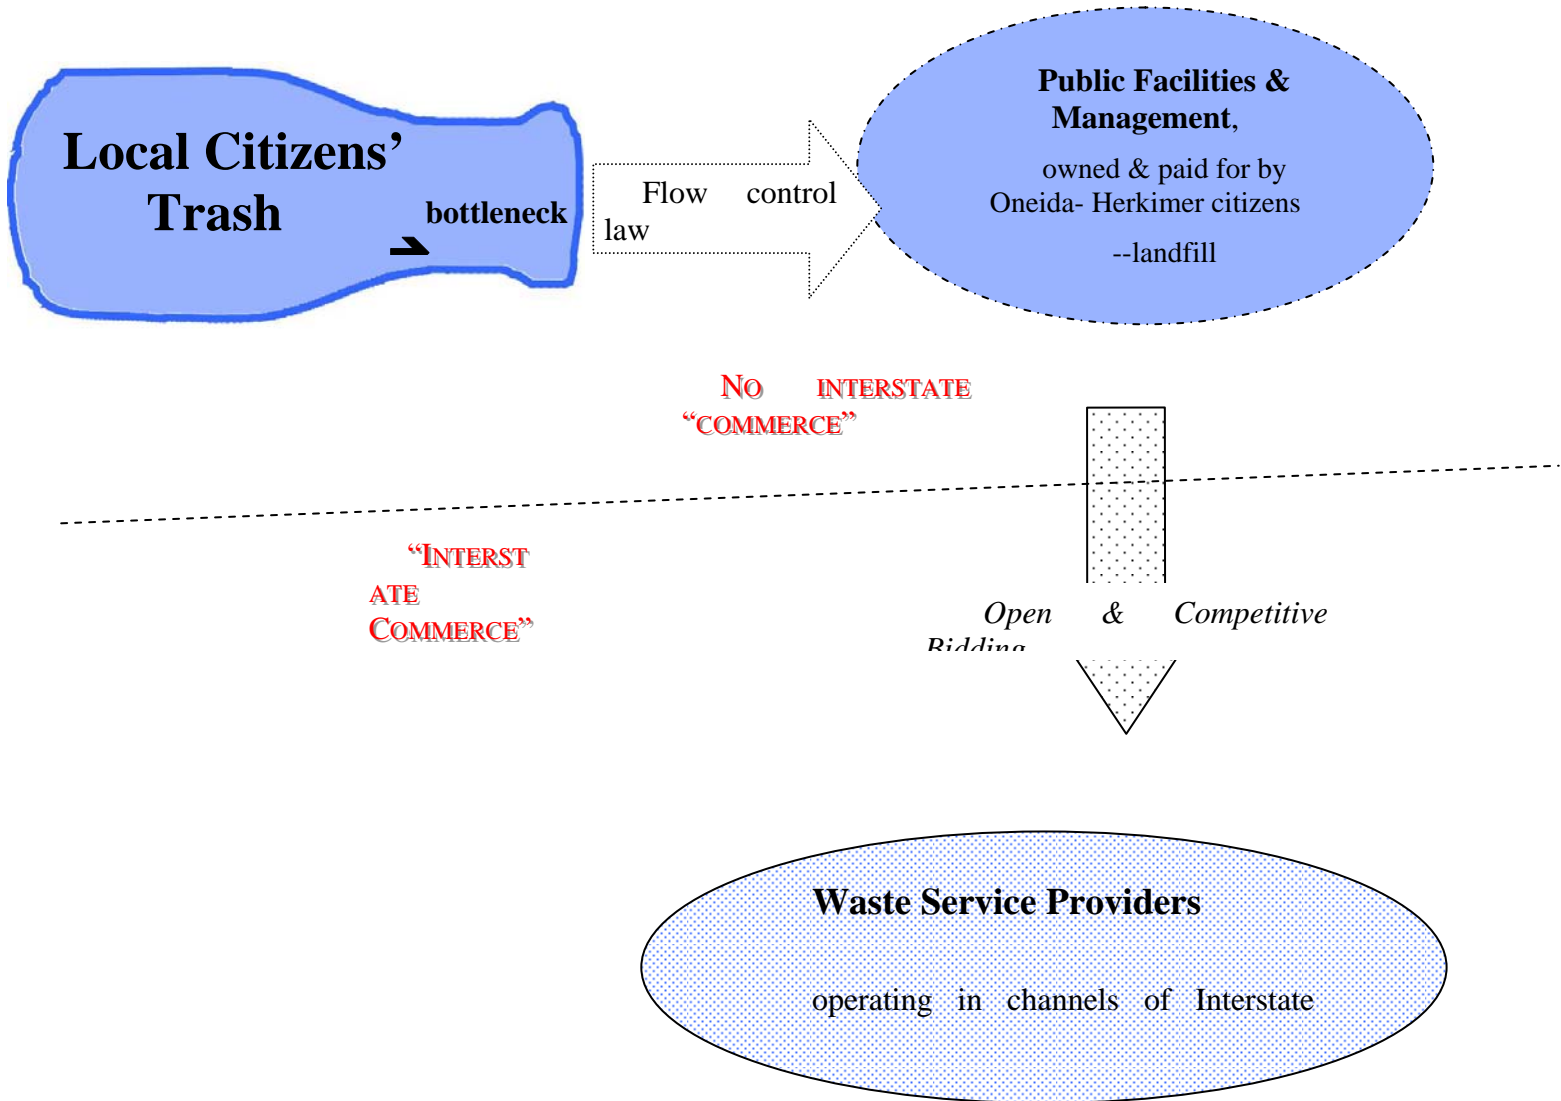 Local Citizens’
Trash
bottleneck
Flow control
law
Public Facilities &
Management,
owned & paid for by
Oneida- Herkimer citizens
--landfill
NO INTERSTATE
“COMMERCE”
“INTERST
ATE
COMMERCE”
Open & Competitive
Bidding
Waste Service Providers
operating in channels of Interstate